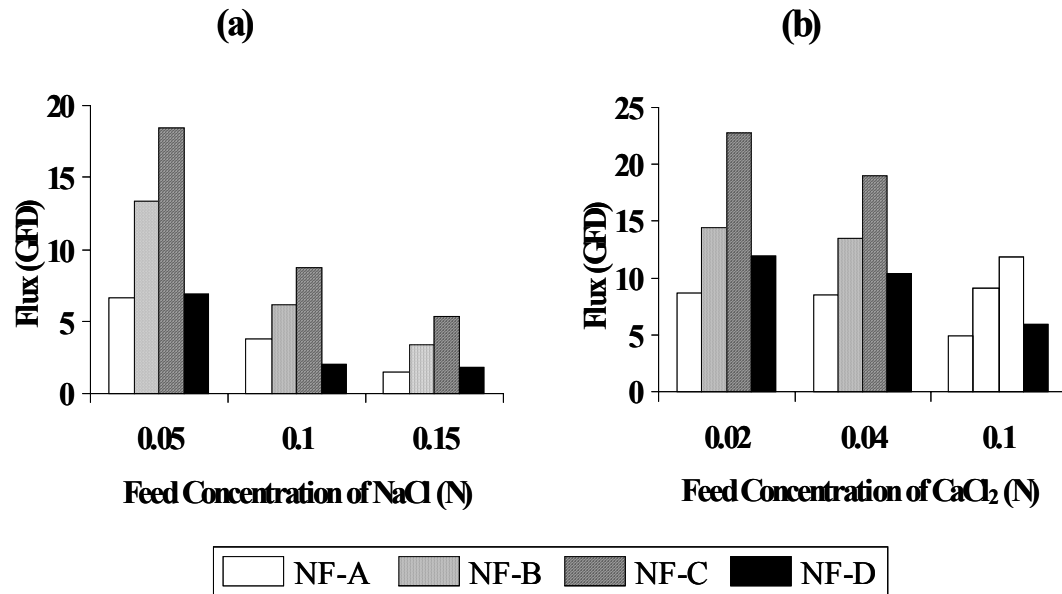 (a)
20
15
10
5
0
Flux (GFD)
0.05 0.1 0.15
Feed Concentration of NaCl (N)
(b)
25
20
15
10
5
0
Flux (GFD)
0.02 0.04 0.1
Feed Concentration of CaCl₂ (N)
NF-A NF-B NF-C NF-D